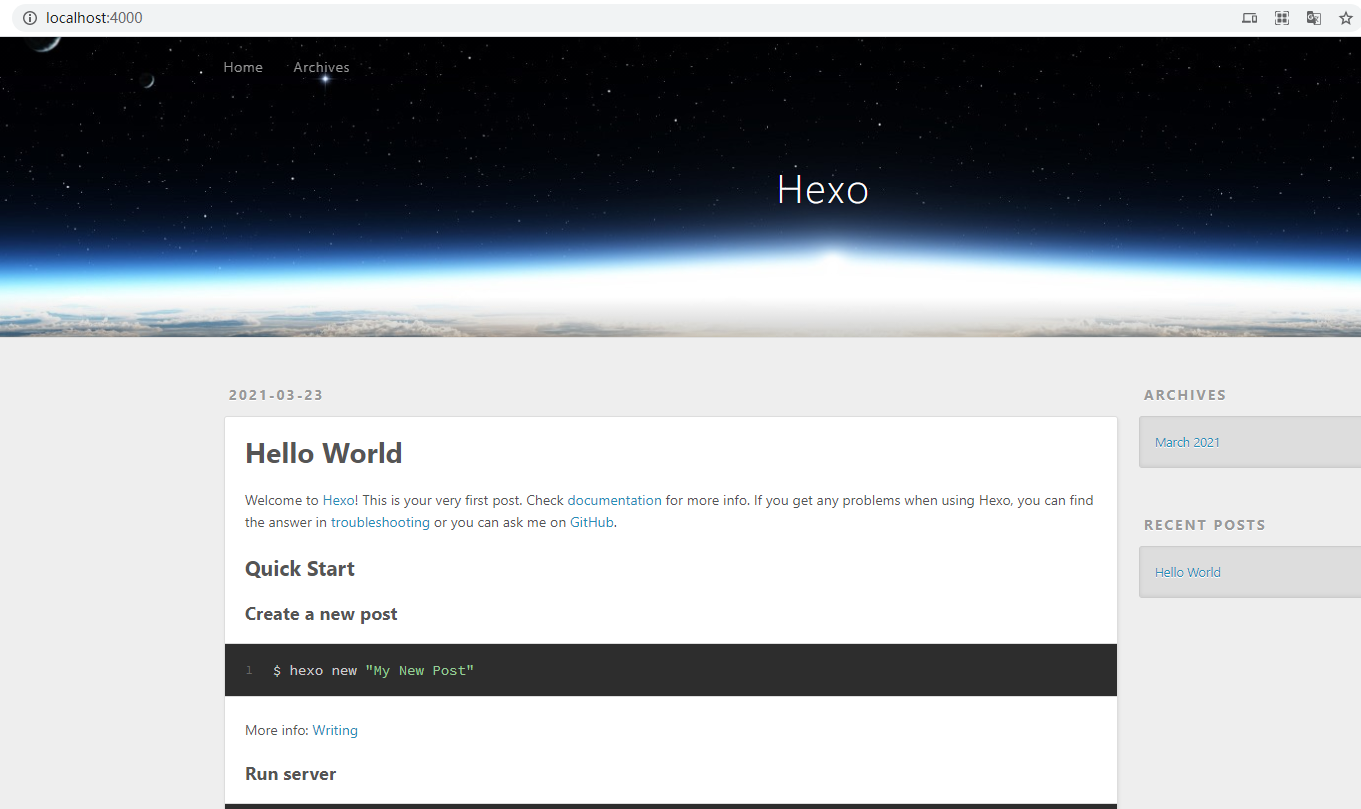 localhost:4000
Home Archives
Hexo
2021-03-23
Hello World
Welcome to Hexo! This is your very first post. Check documentation for more info. If you get any problems when using Hexo, you can find
the answer in troubleshooting or you can ask me on GitHub.
Quick Start
Create a new post
1 $ hexo new "My New Post"
More info: Writing
Run server
ARCHIVES
March 2021
RECENT POSTS
Hello World